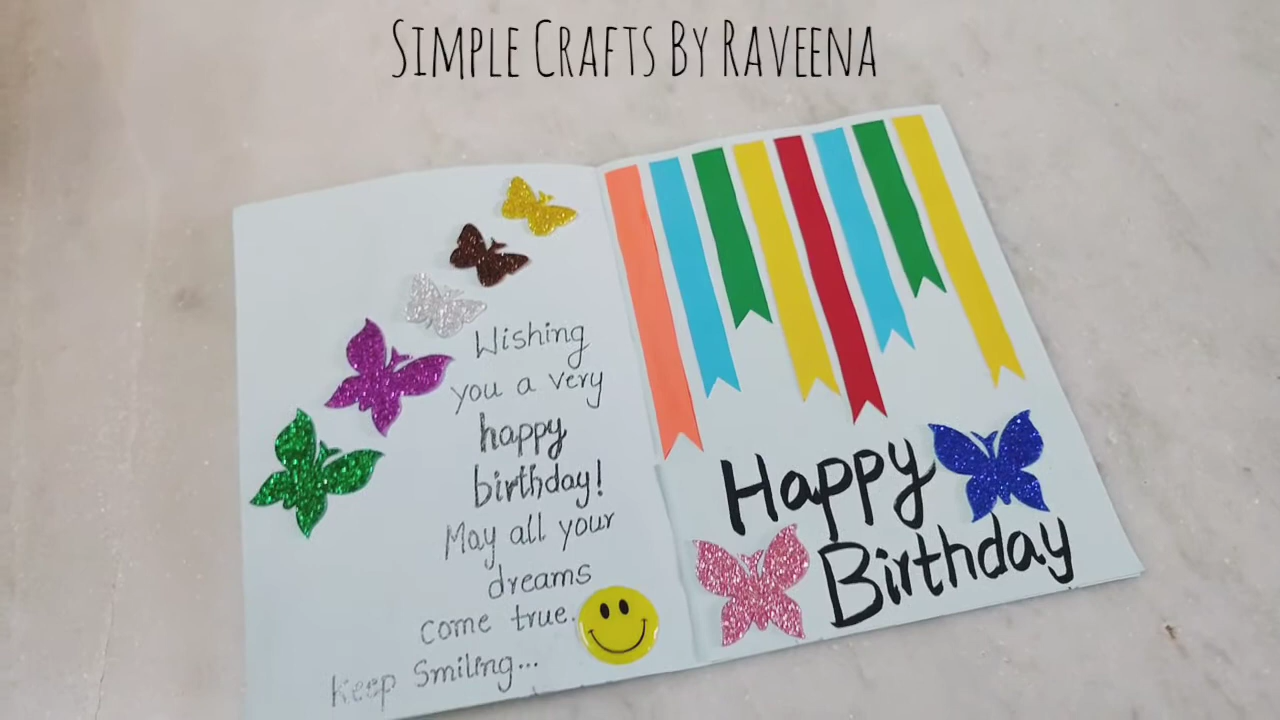 SIMPLE CRAFTS BY RAVEENA
Wishing
you a very
happy
birthday!
May all your
dreams
come true.
Keep Smiling...
Happy
Birthday